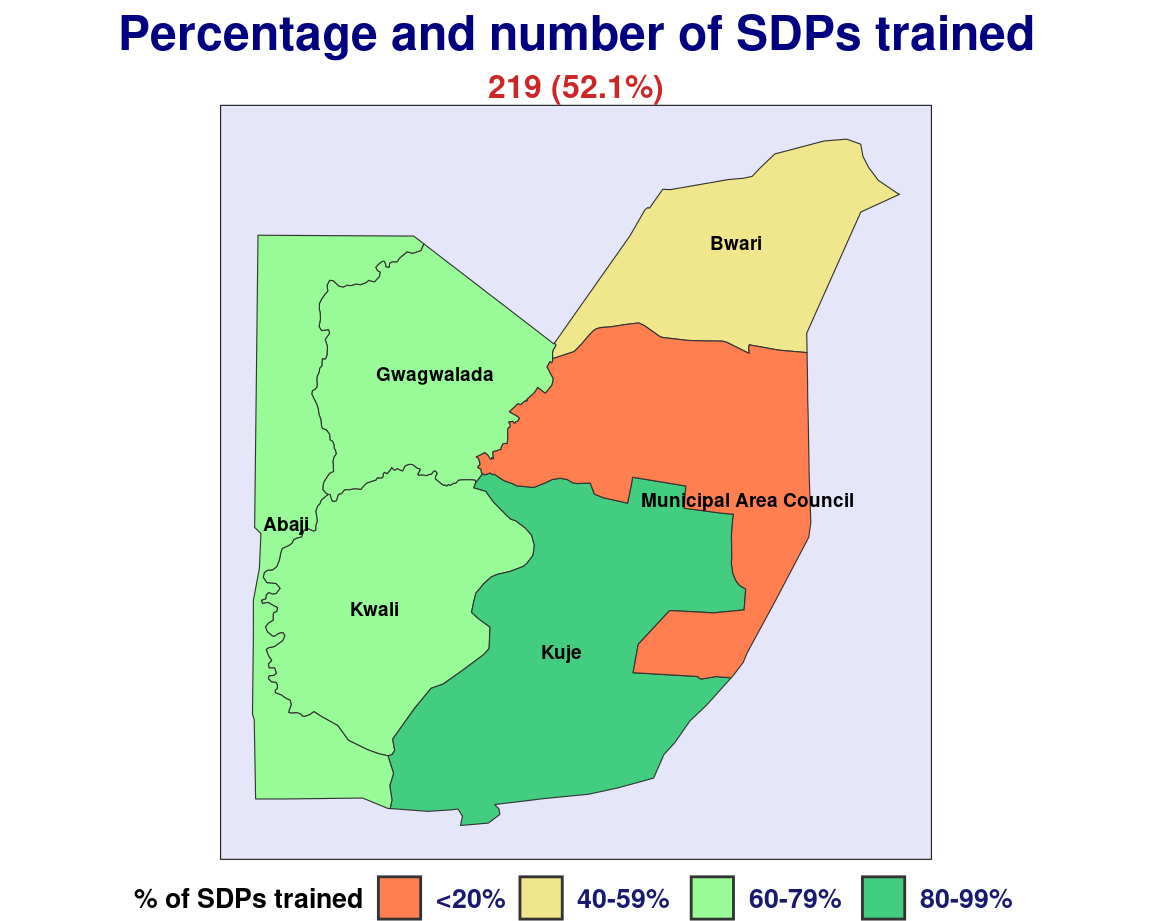 Percentage and number of SDPs trained
219 (52.1%)
Bwari
Gwagwalada
Municipal Area Council
Abaji
Kwali
Kuje
% of SDPs trained <20% 40-59% 60-79% 80-99%